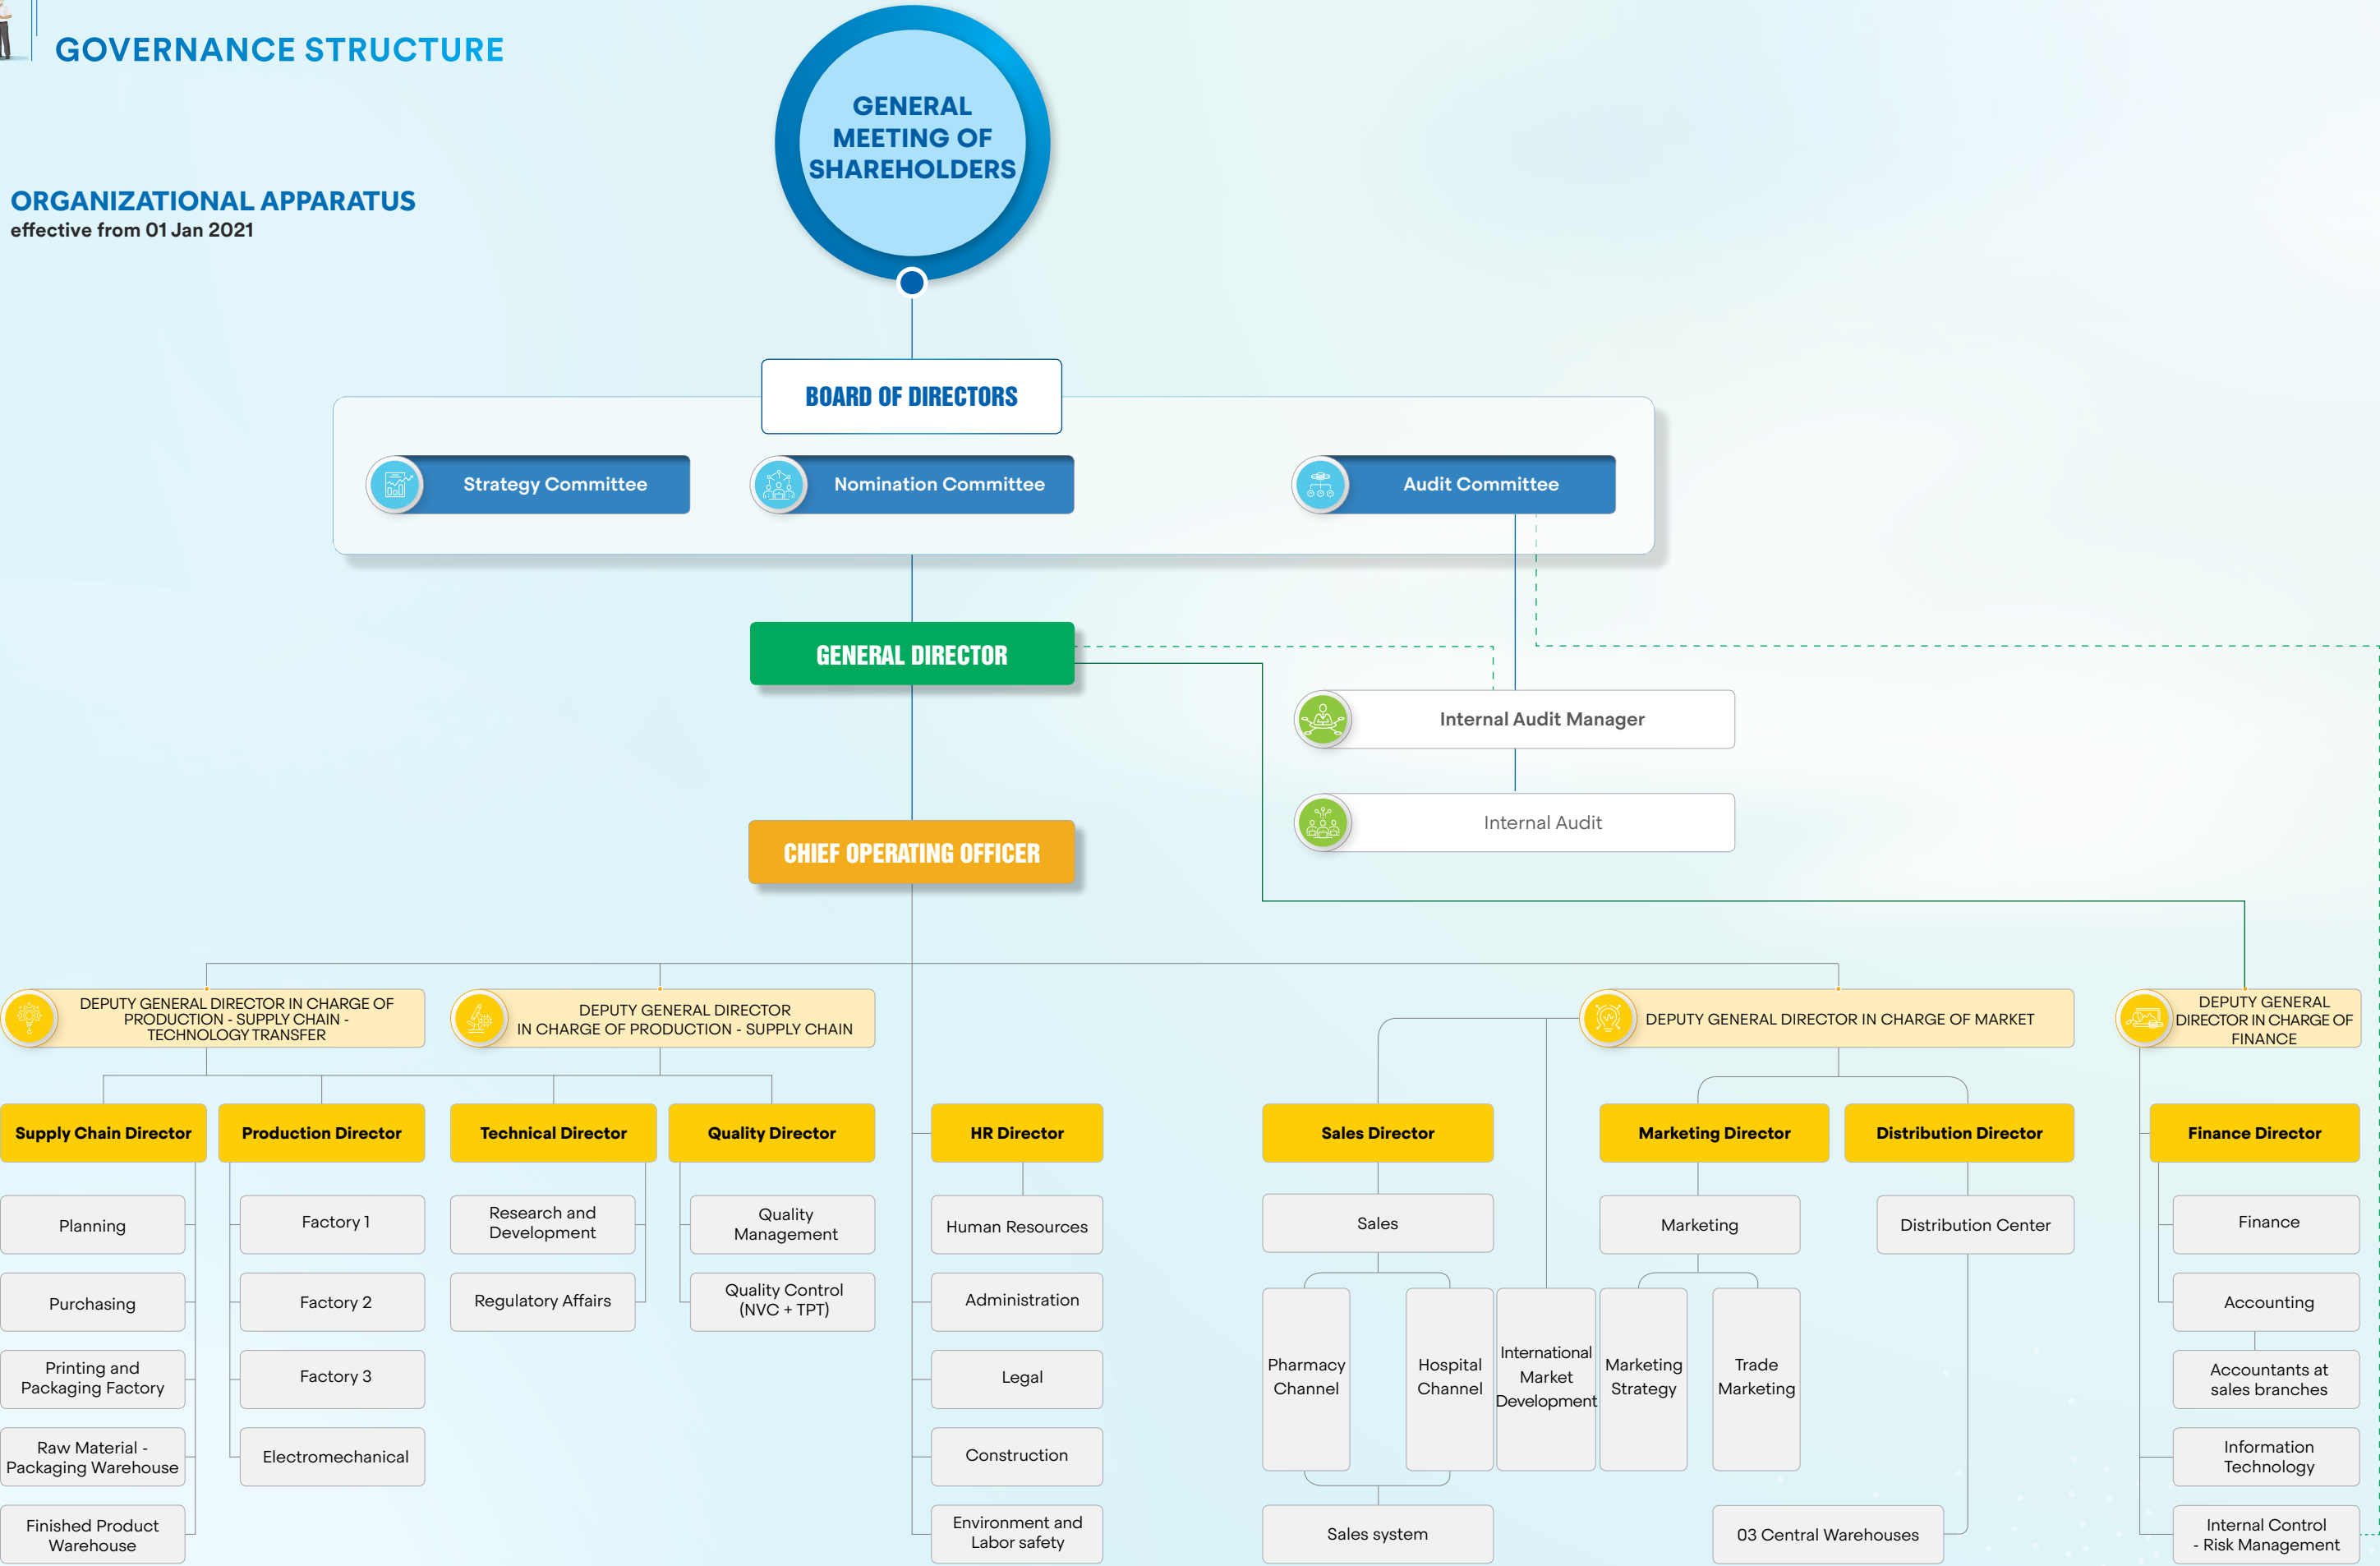 GOVERNANCE STRUCTURE
GENERAL
MEETING OF
SHAREHOLDERS
ORGANIZATIONAL APPARATUS
effective from 01 Jan 2021
BOARD OF DIRECTORS
Strategy Committee
Nomination Committee
Audit Committee
GENERAL DIRECTOR
Internal Audit Manager
Internal Audit
CHIEF OPERATING OFFICER
DEPUTY GENERAL DIRECTOR IN CHARGE OF
PRODUCTION - SUPPLY CHAIN -
TECHNOLOGY TRANSFER
DEPUTY GENERAL DIRECTOR
IN CHARGE OF PRODUCTION - SUPPLY CHAIN
DEPUTY GENERAL DIRECTOR IN CHARGE OF MARKET
DEPUTY GENERAL
DIRECTOR IN CHARGE OF
FINANCE
Supply Chain Director
Production Director
Technical Director
Quality Director
HR Director
Sales Director
Marketing Director
Distribution Director
Finance Director
Planning
Purchasing
Printing and
Packaging Factory
Raw Material -
Packaging Warehouse
Finished Product
Warehouse
Factory 1
Factory 2
Factory 3
Electromechanical
Research and
Development
Regulatory Affairs
Quality
Management
Quality Control
(NVC + TPT)
Human Resources
Administration
Legal
Construction
Environment and
Labor safety
Sales
Pharmacy
Channel
Hospital
Channel
Sales system
International
Market
Development
Marketing
Marketing
Strategy
Trade
Marketing
Distribution Center
03 Central Warehouses
Finance
Accounting
Accountants at
sales branches
Information
Technology
Internal Control
- Risk Management